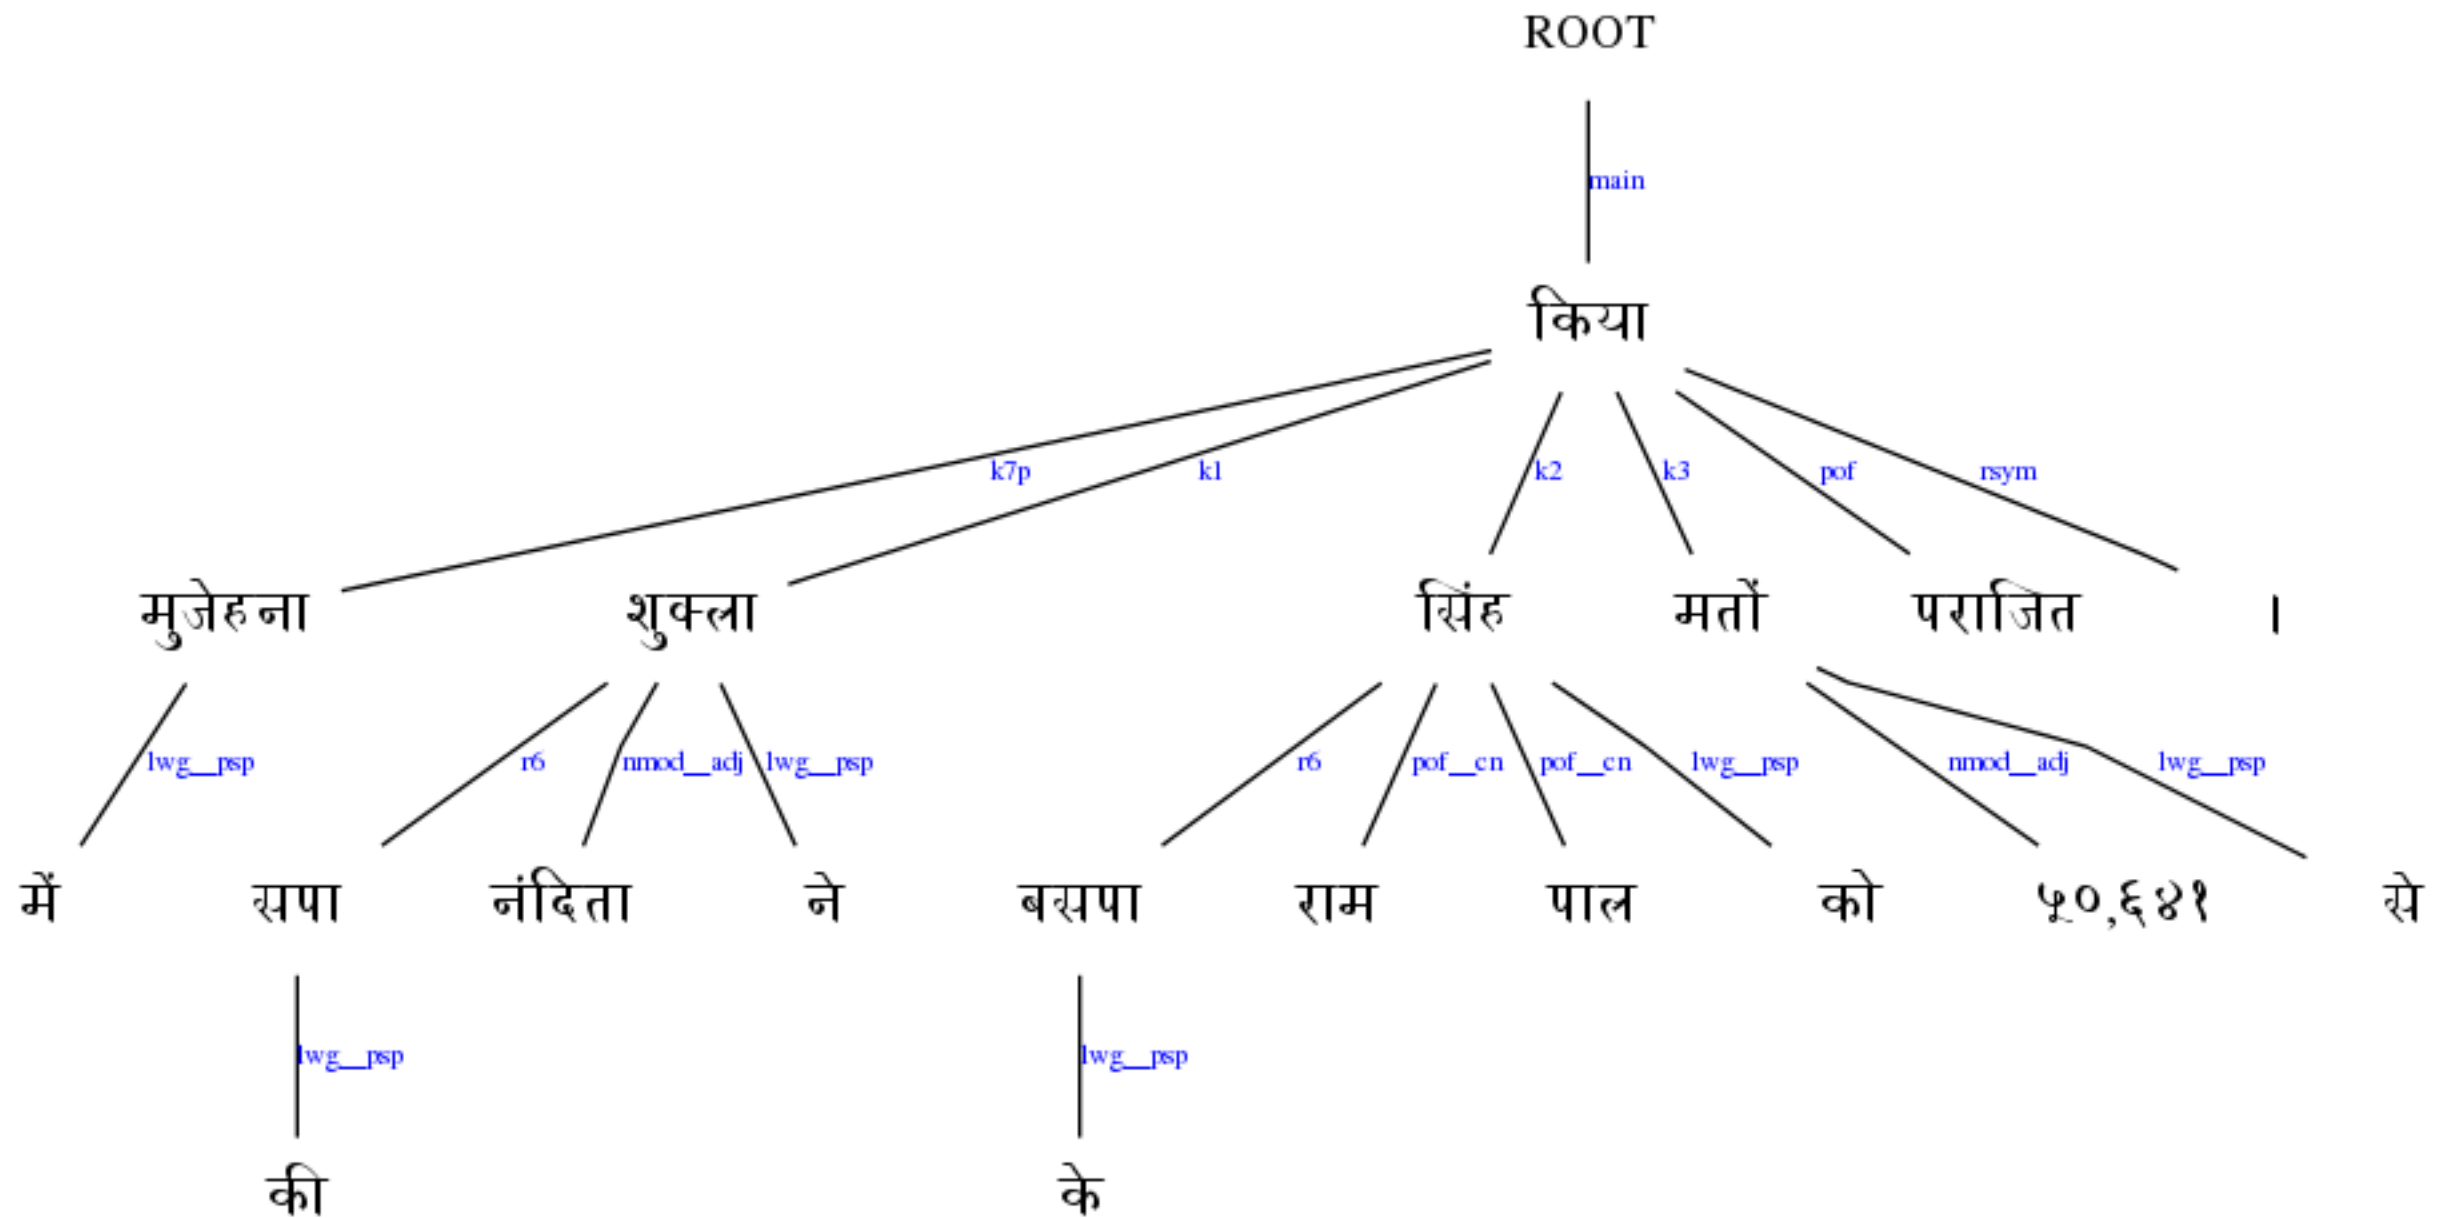 ROOT
main
किया
k7p k1 k2 k3 pof rsym
मुजेहना शुक्ला सिंह मतों पराजित ।
lwg__psp r6 nmod__adj lwg__psp r6 pof__cn pof__cn lwg__psp nmod__adj lwg__psp
में सपा नंदिता ने बसपा राम पाल को ५०,६४१ से
lwg__psp lwg__psp
की के